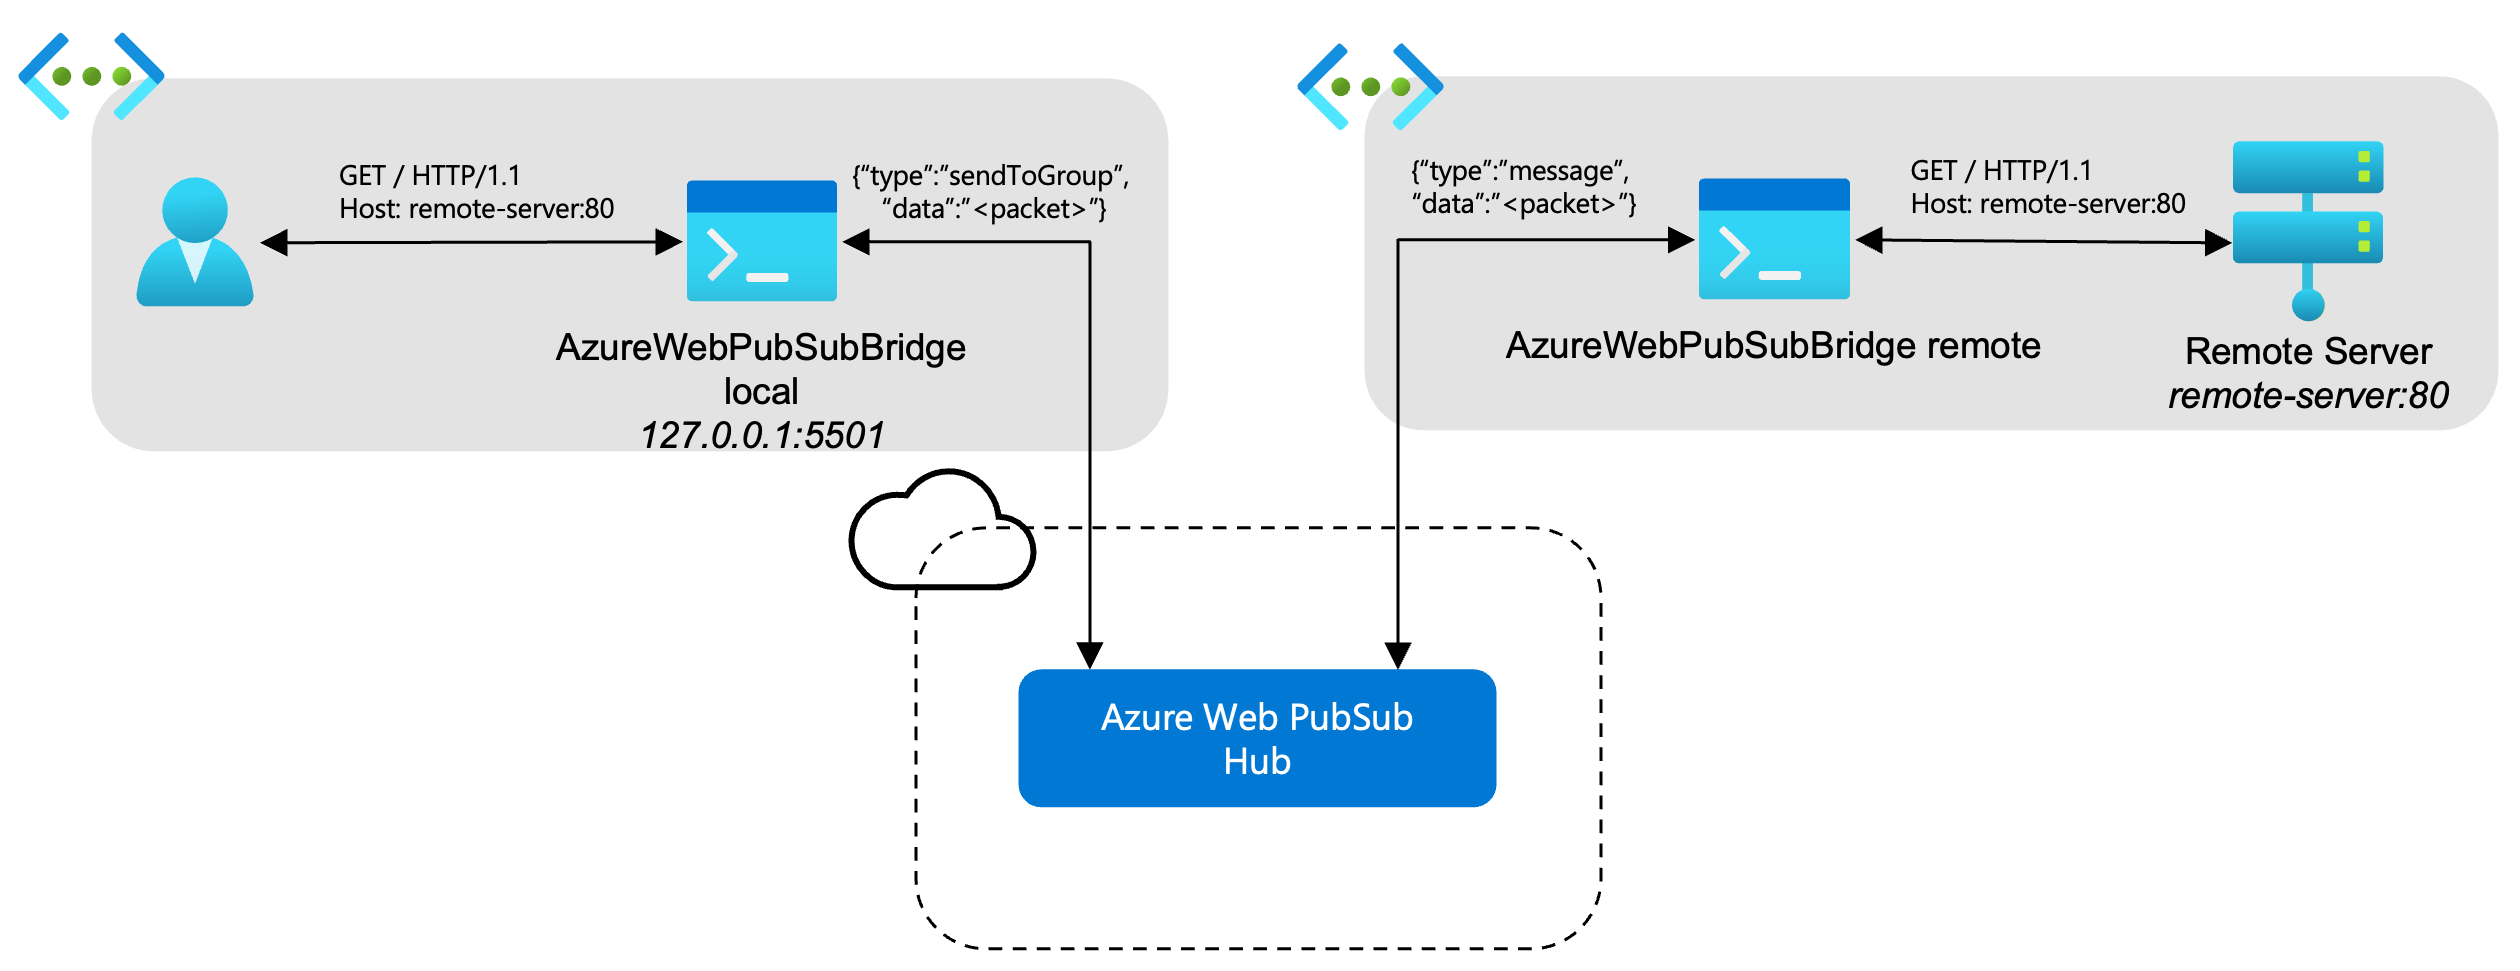 GET / HTTP/1.1
Host: remote-server:80
{“type”:”sendToGroup”,
“data”:”<packet>”}
AzureWebPubSubBridge
local
127.0.0.1:5501
{“type”:”message”,
“data”:”<packet>”}
GET / HTTP/1.1
Host: remote-server:80
AzureWebPubSubBridge remote
Remote Server
remote-server:80
Azure Web PubSub
Hub